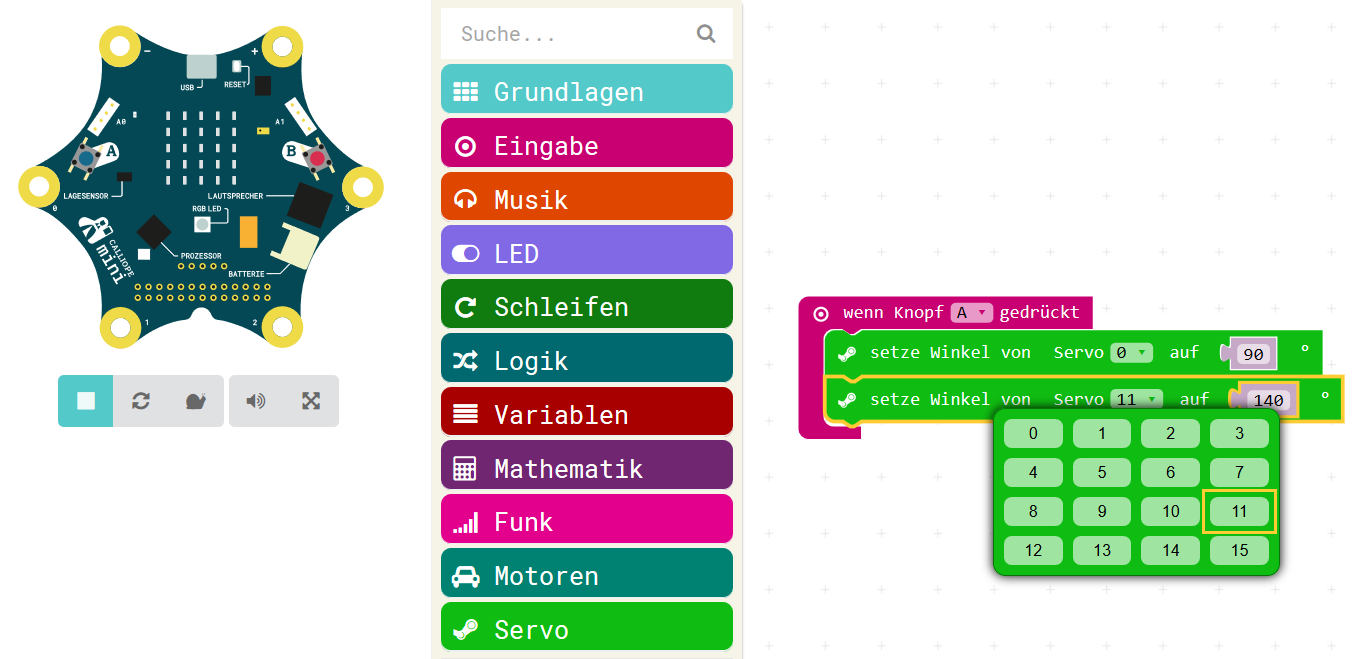 −
+
USB
RESET
A0
A1
A
B
LAGESENSOR
LAUTSPRECHER
0
RGB LED
3
CALLIOPE
mini
PROZESSOR
BATTERIE
1
2
Suche...
Grundlagen
Eingabe
Musik
LED
Schleifen
Logik
Variablen
Mathematik
Funk
Motoren
Servo
wenn Knopf A gedrückt
setze Winkel von Servo 0 auf 90 °
setze Winkel von Servo 11 auf 140 °
0 1 2 3
4 5 6 7
8 9 10 11
12 13 14 15